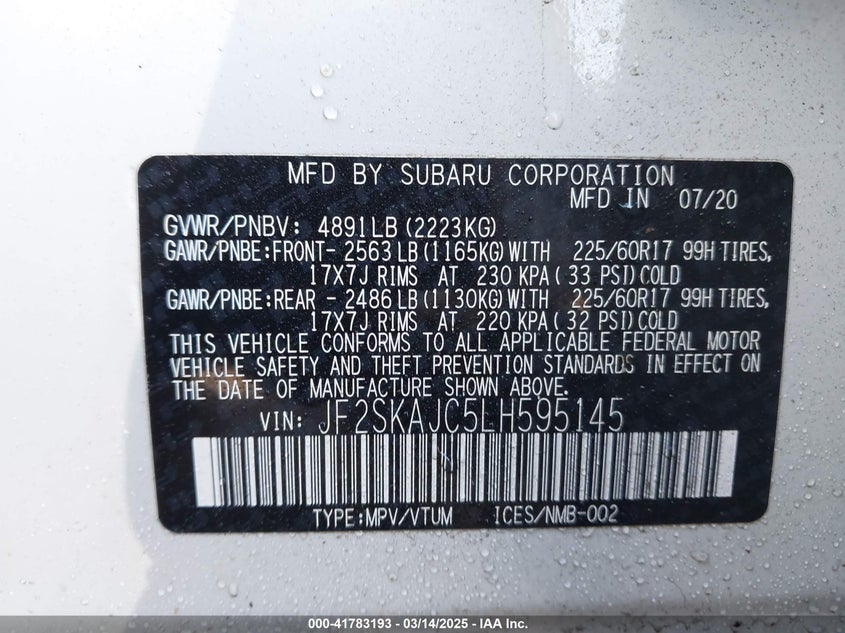 MFD BY SUBARU CORPORATION
MFD IN 07/20
GVWR/PNBV: 4891LB (2223KG)
GAWR/PNBE:FRONT- 2563LB (1165KG) WITH 225/60R17 99H TIRES,
17X7J RIMS AT 230 KPA ( 33 PSI) COLD
GAWR/PNBE:REAR - 2486LB (1130KG) WITH 225/60R17 99H TIRES,
17X7J RIMS AT 220 KPA ( 32 PSI) COLD
THIS VEHICLE CONFORMS TO ALL APPLICABLE FEDERAL MOTOR
VEHICLE SAFETY AND THEFT PREVENTION STANDARDS IN EFFECT ON
THE DATE OF MANUFACTURE SHOWN ABOVE.
VIN: JF2SKAJC5LH595145
TYPE:MPV/VTUM ICES/NMB-002
000-41783193 - 03/14/2025 - IAA Inc.